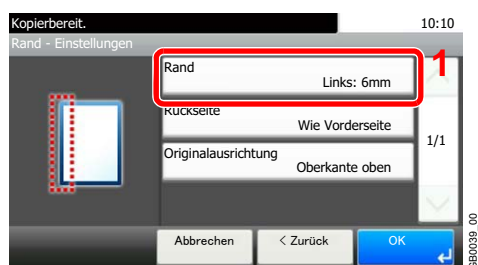 Kopierbereit. 10:10
Rand - Einstellungen
Rand
Links: 6mm
1
Rückseite
Wie Vorderseite
1/1
Originalausrichtung
Oberkante oben
Abbrechen < Zurück OK
GB0039_00